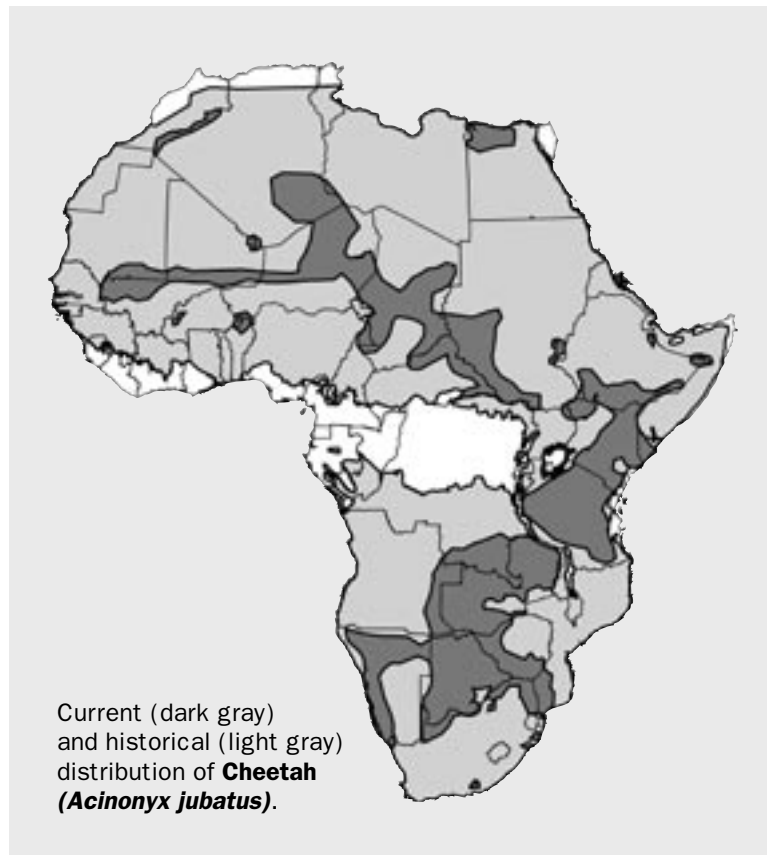 Current (dark gray)
and historical (light gray)
distribution of Cheetah
(Acinonyx jubatus).